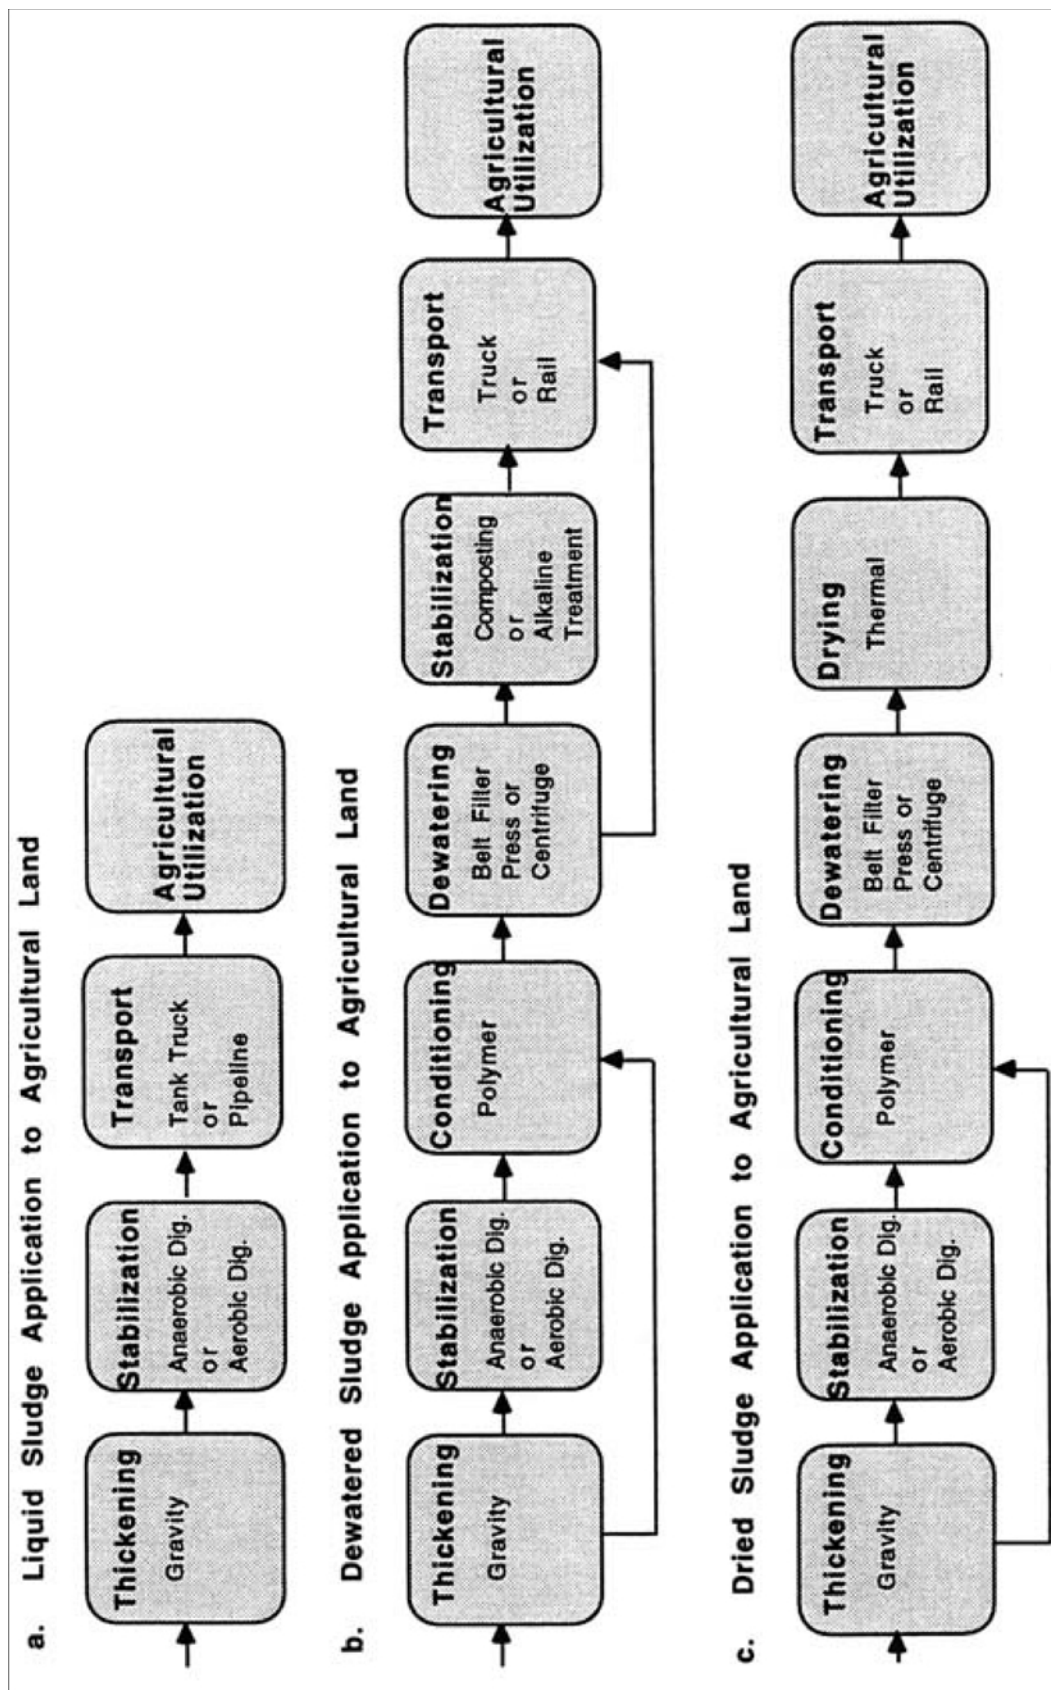 a. Liquid Sludge Application to Agricultural Land
Thickening
Gravity
Stabilization
Anaerobic Dig.
or
Aerobic Dig.
Transport
Tank Truck
or
Pipeline
Agricultural
Utilization
b. Dewatered Sludge Application to Agricultural Land
Thickening
Gravity
Stabilization
Anaerobic Dig.
or
Aerobic Dig.
Conditioning
Polymer
Dewatering
Belt Filter
Press or
Centrifuge
Stabilization
Composting
or
Alkaline
Treatment
Transport
Truck
or
Rail
Agricultural
Utilization
c. Dried Sludge Application to Agricultural Land
Thickening
Gravity
Stabilization
Anaerobic Dig.
or
Aerobic Dig.
Conditioning
Polymer
Dewatering
Belt Filter
Press or
Centrifuge
Drying
Thermal
Transport
Truck
or
Rail
Agricultural
Utilization